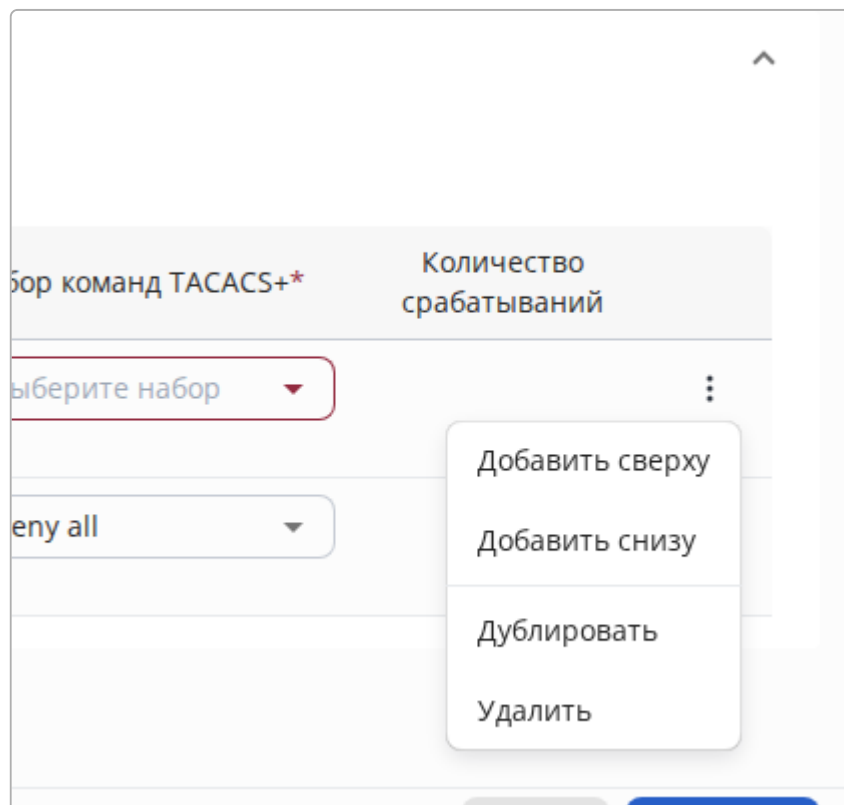 бор команд TACACS+*
Количество
срабатываний
ыберите набор
Добавить сверху
eny all
Добавить снизу
Дублировать
Удалить